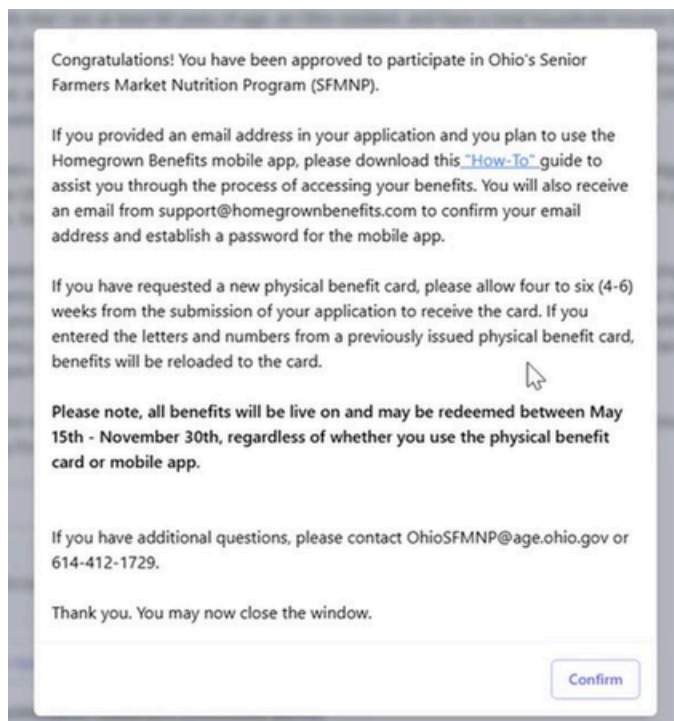 Congratulations! You have been approved to participate in Ohio's Senior
Farmers Market Nutrition Program (SFMNP).
If you provided an email address in your application and you plan to use the
Homegrown Benefits mobile app, please download this "How-To" guide to
assist you through the process of accessing your benefits. You will also receive
an email from support@homegrownbenefits.com to confirm your email
address and establish a password for the mobile app.
If you have requested a new physical benefit card, please allow four to six (4-6)
weeks from the submission of your application to receive the card. If you
entered the letters and numbers from a previously issued physical benefit card,
benefits will be reloaded to the card.
Please note, all benefits will be live on and may be redeemed between May
15th - November 30th, regardless of whether you use the physical benefit
card or mobile app.
If you have additional questions, please contact OhioSFMNP@age.ohio.gov or
614-412-1729.
Thank you. You may now close the window.
Confirm